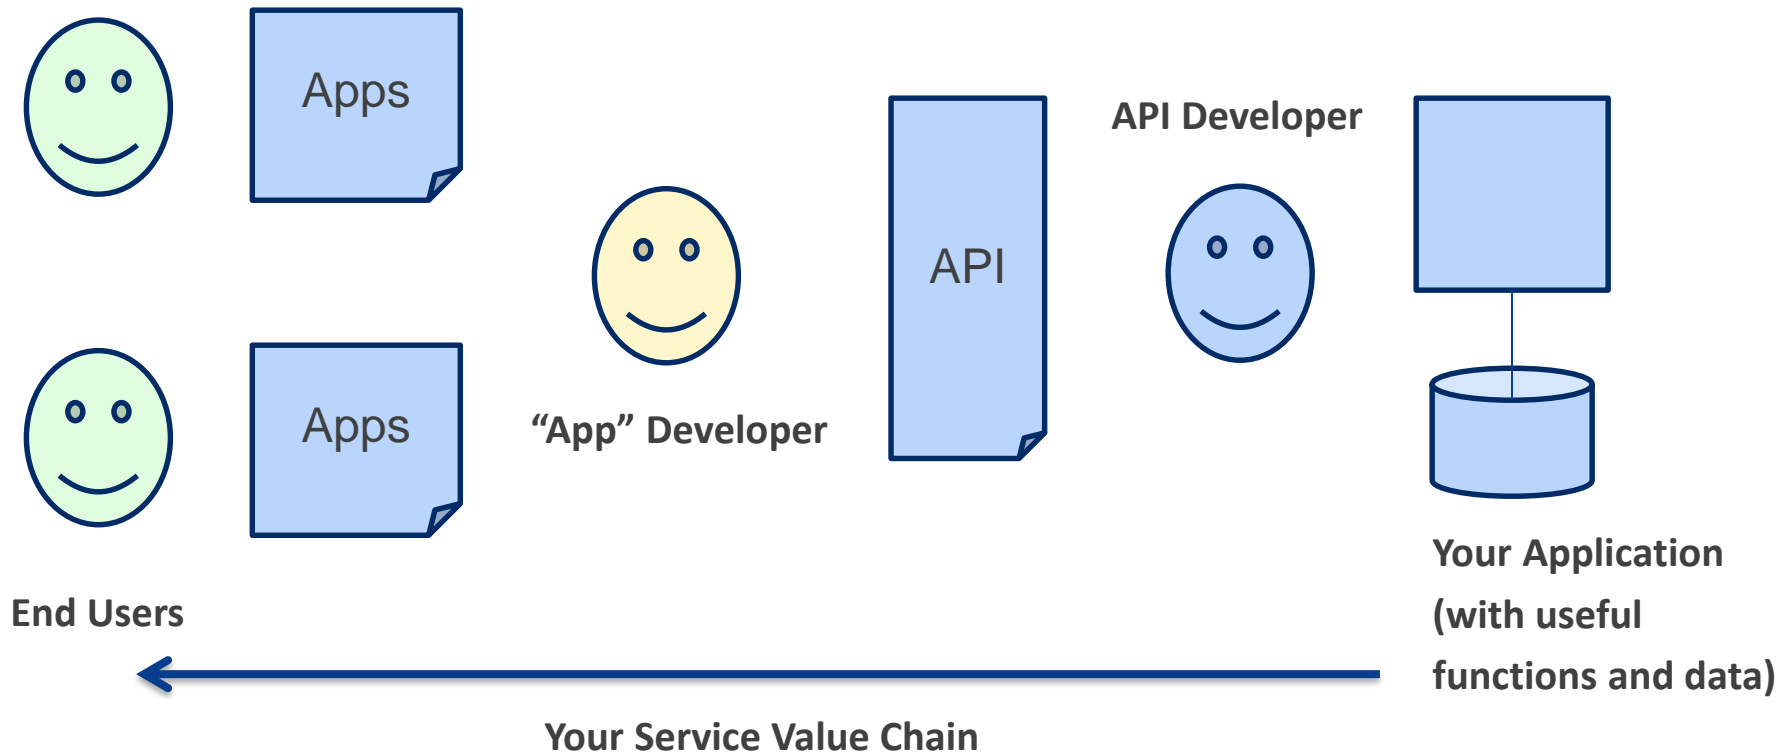 Apps
API Developer
API
Apps
“App” Developer
Your Application
(with useful
functions and data)
End Users
Your Service Value Chain